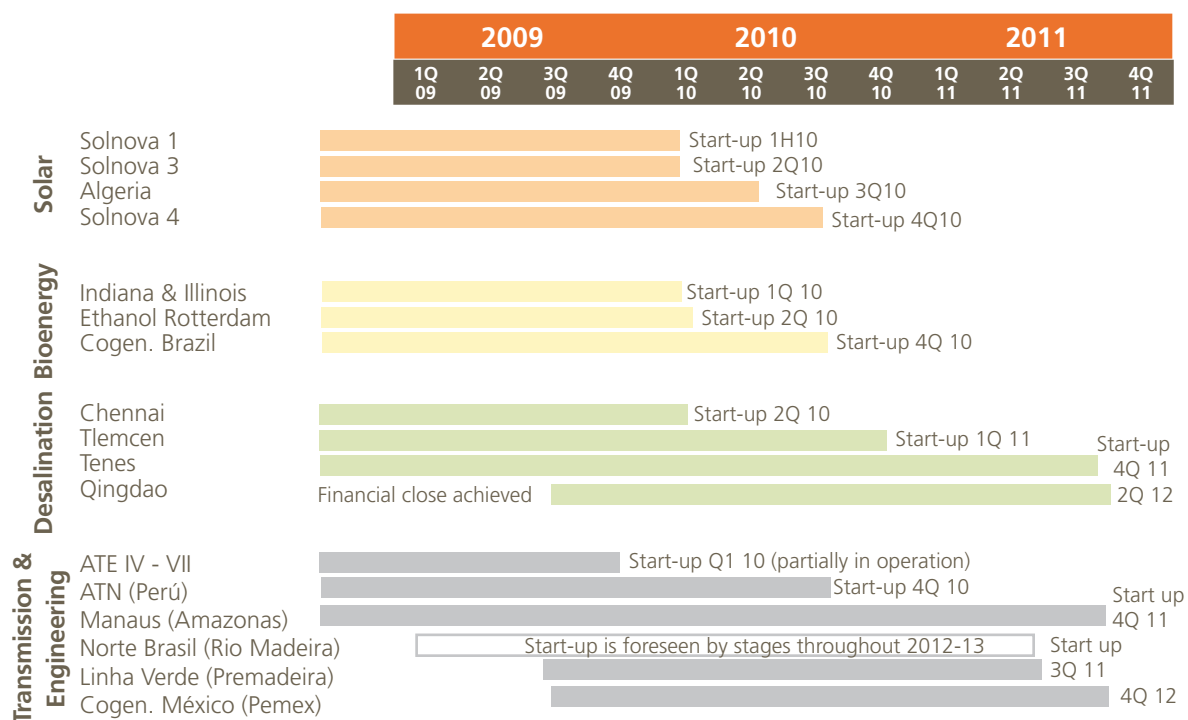 2009 2010 2011
1Q 2Q 3Q 4Q 1Q 2Q 3Q 4Q 1Q 2Q 3Q 4Q
09 09 09 09 10 10 10 10 11 11 11 11
Solar
Solnova 1 Start-up 1H10
Solnova 3 Start-up 2Q10
Algeria Start-up 3Q10
Solnova 4 Start-up 4Q10
Bioenergy
Indiana & Illinois Start-up 1Q 10
Ethanol Rotterdam Start-up 2Q 10
Cogen. Brazil Start-up 4Q 10
Desalination
Chennai Start-up 2Q 10
Tlemcen Start-up 1Q 11
Tenes Start-up
4Q 11
Qingdao Financial close achieved 2Q 12
Transmission &
Engineering
ATE IV - VII Start-up Q1 10 (partially in operation)
ATN (Perú) Start-up 4Q 10
Manaus (Amazonas) Start up
4Q 11
Norte Brasil (Rio Madeira) Start-up is foreseen by stages throughout 2012-13
Linha Verde (Premadeira) Start up
3Q 11
Cogen. México (Pemex) 4Q 12